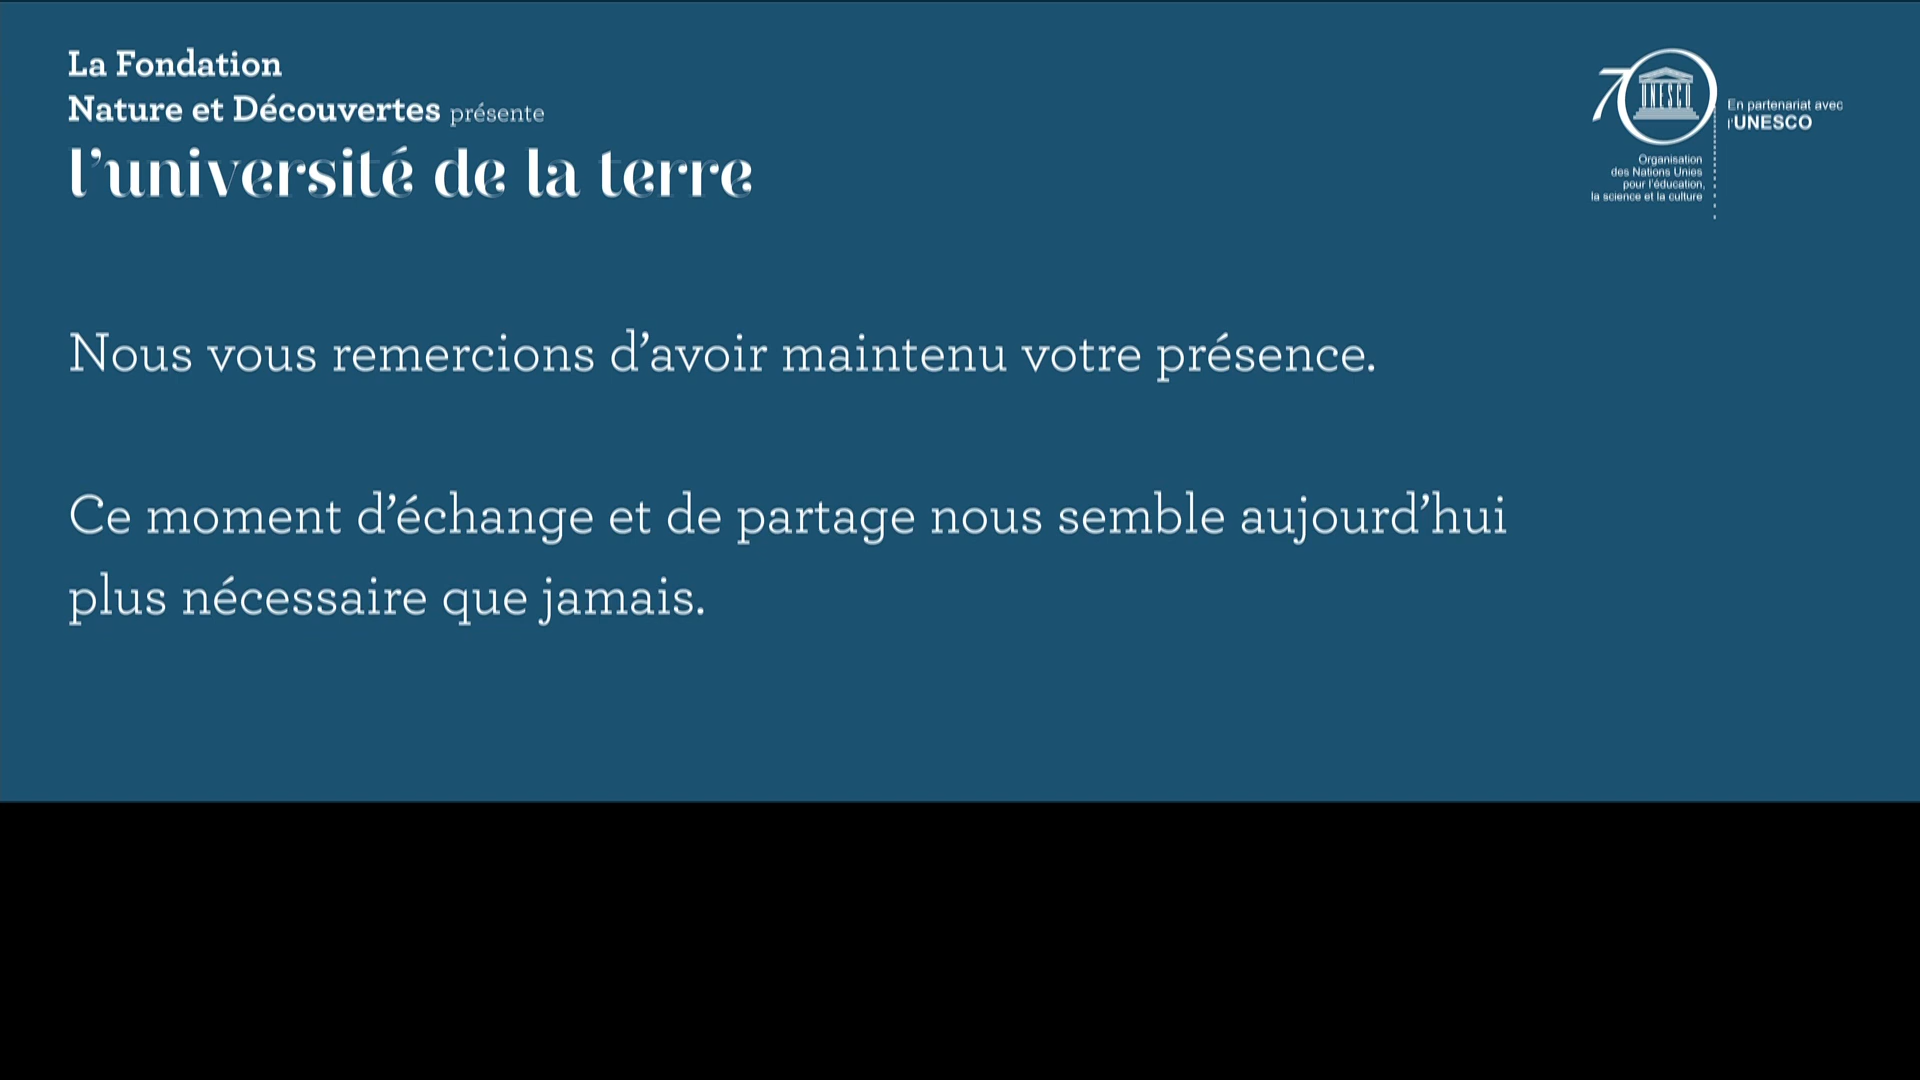 La Fondation
Nature et Découvertes présente
l’université de la terre
70
UNESCO
En partenariat avec
l’UNESCO
Organisation
des Nations Unies
pour l’éducation,
la science et la culture
Nous vous remercions d’avoir maintenu votre présence.
Ce moment d’échange et de partage nous semble aujourd’hui
plus nécessaire que jamais.